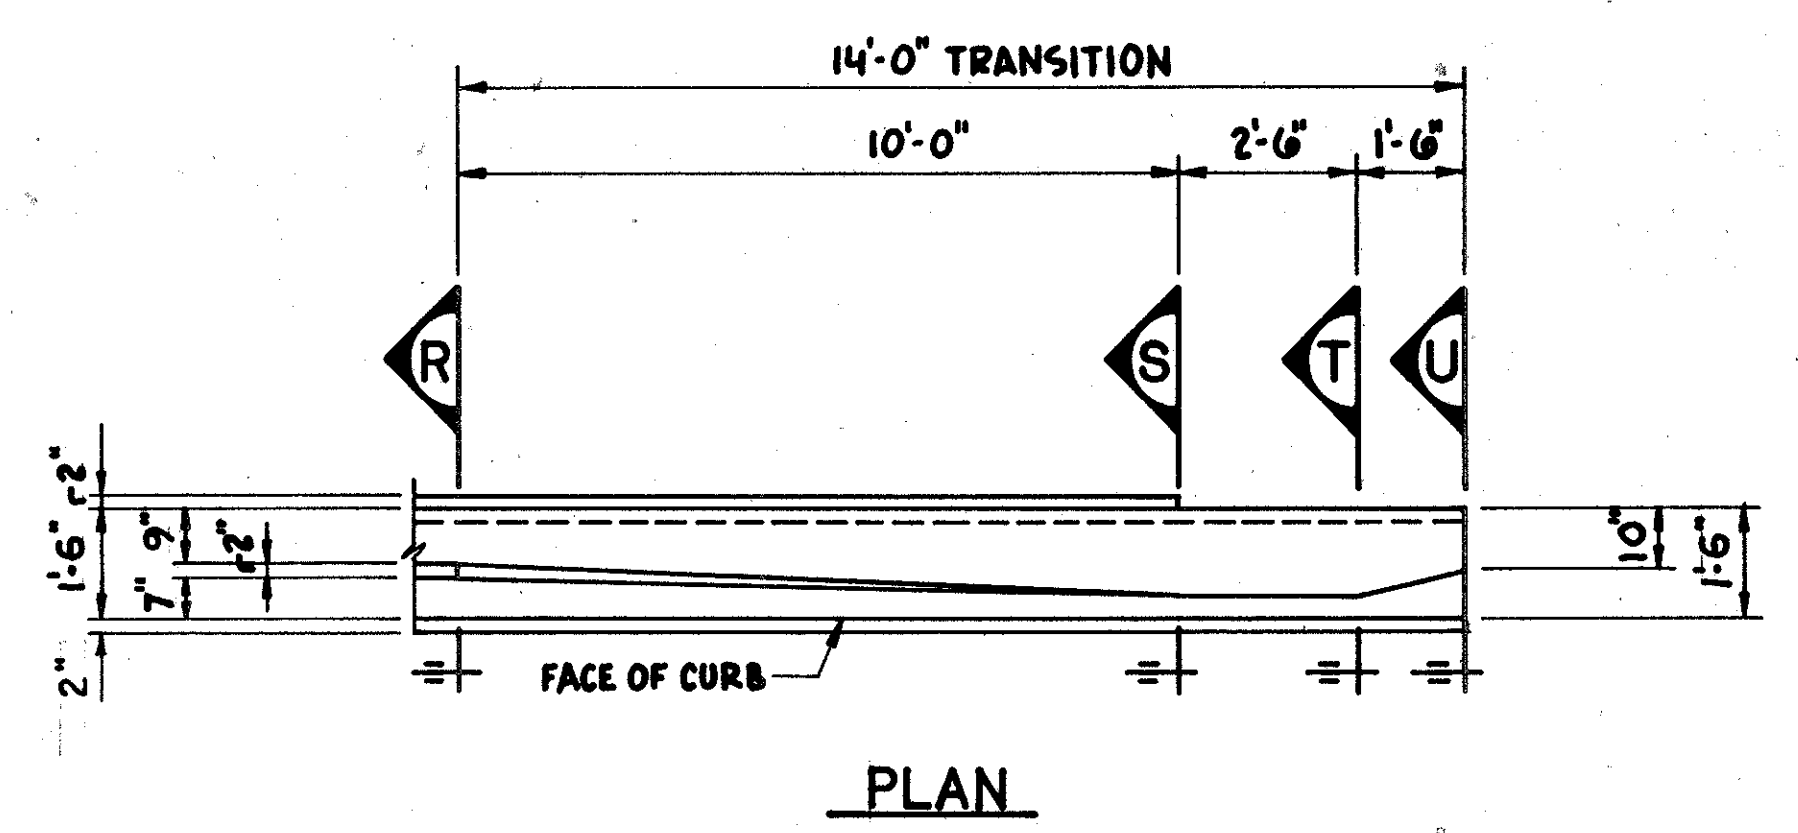 14'-0" TRANSITION
10'-0"
2'-6"
1'-6"
R
S
T
U
2"
1'-6"
9"
2"
7"
2"
10"
1'-6"
FACE OF CURB
PLAN